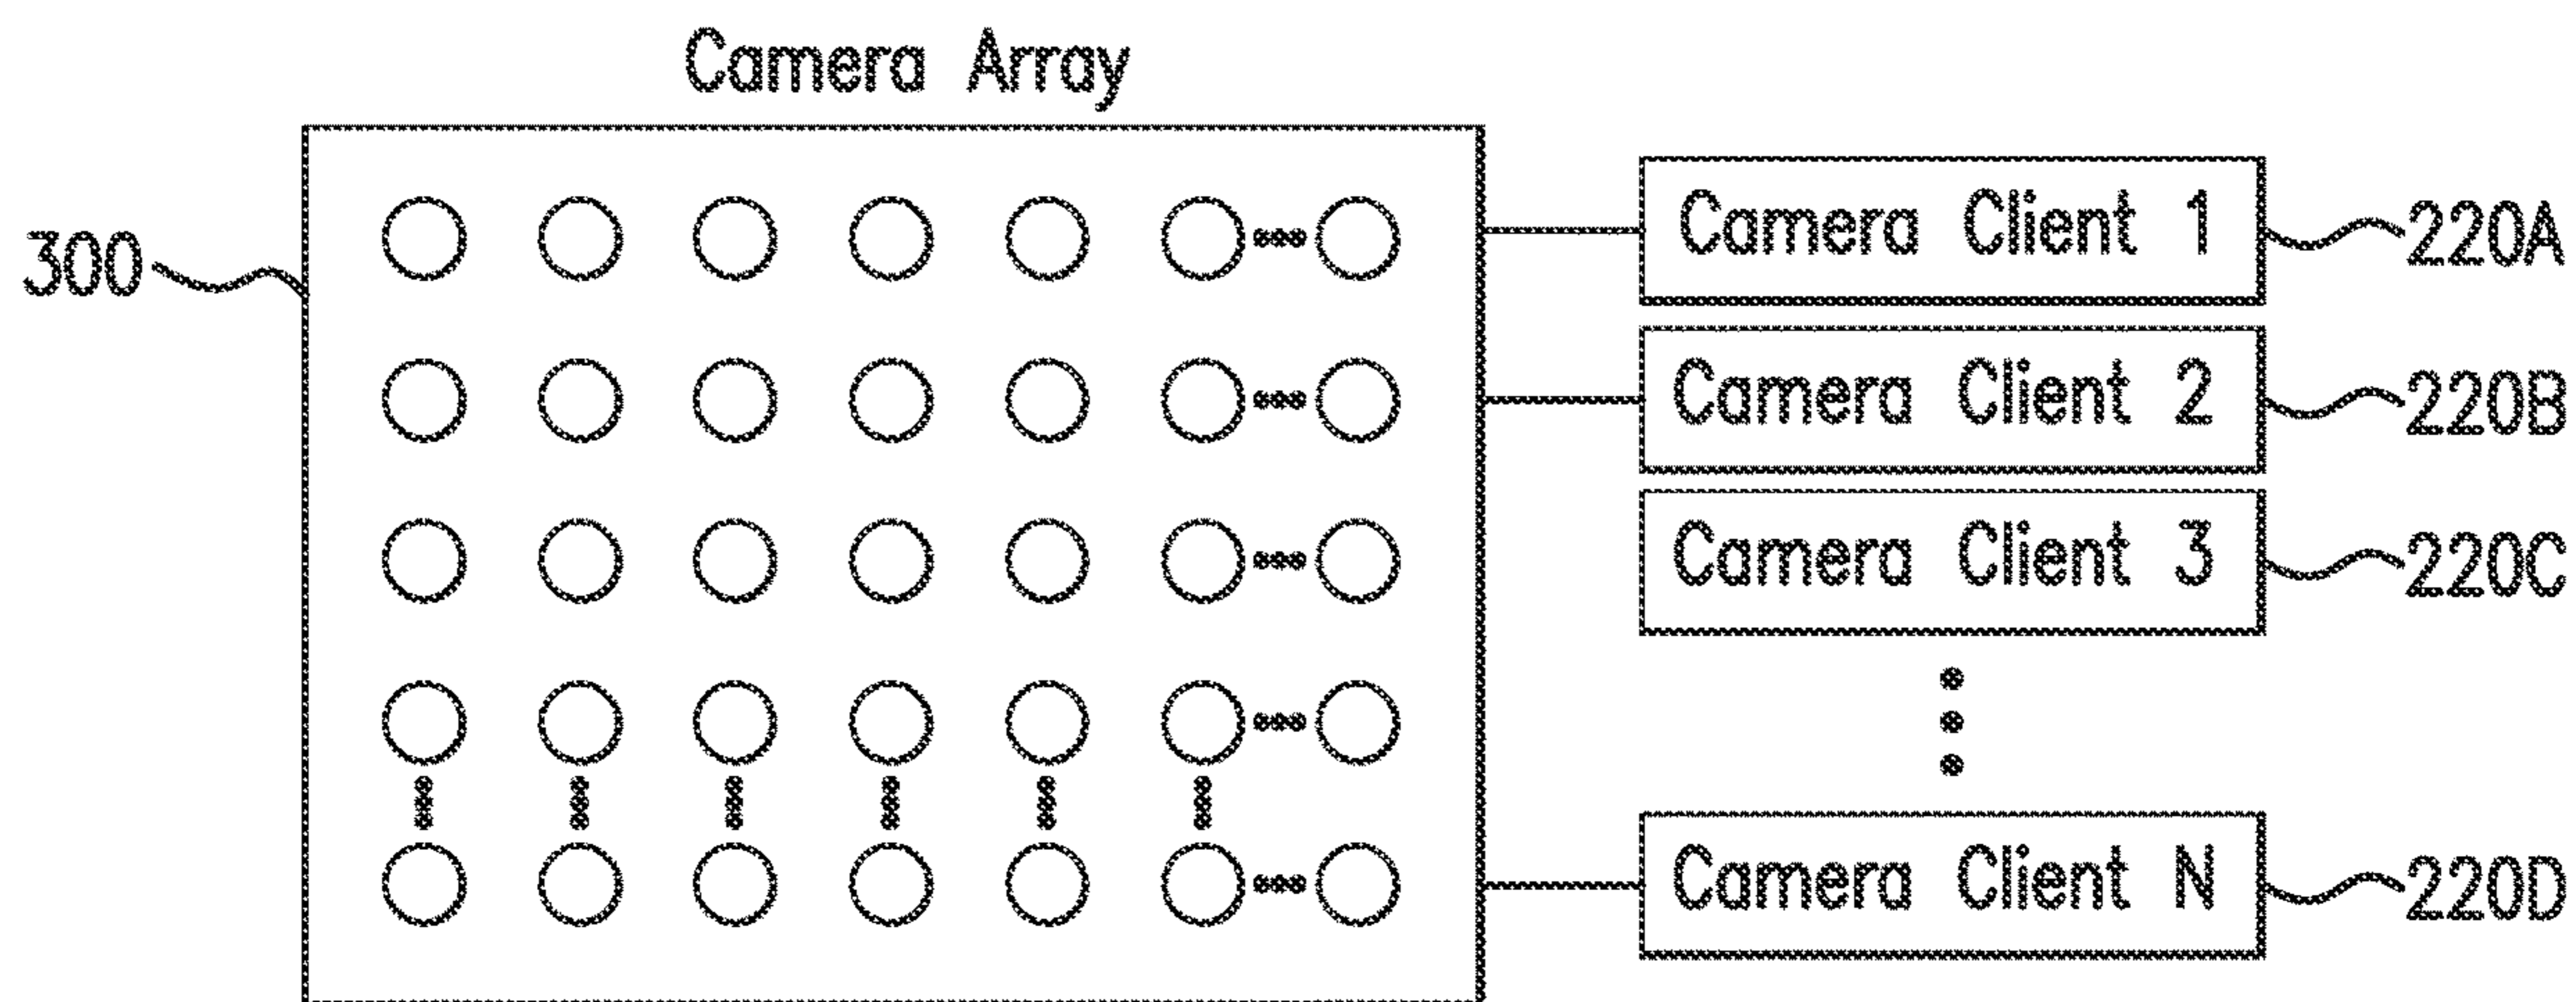 Camera Array
300
Camera Client 1 220A
Camera Client 2 220B
Camera Client 3 220C
Camera Client N 220D